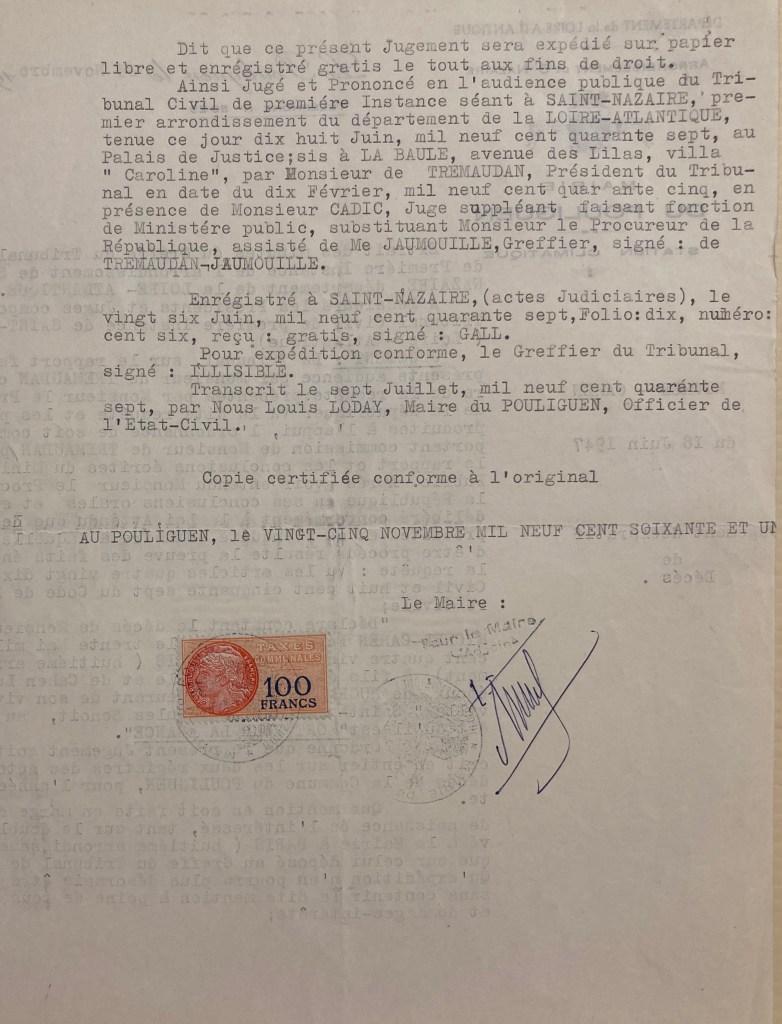 Dit que ce présent Jugement sera expédié sur papier
libre et enrégistré gratis le tout aux fins de droit.
Ainsi Jugé et Prononcé en l'audience publique du Tri-
bunal Civil de premiére Instance séant à SAINT-NAZAIRE, pre-
mier arrondissement du département de la LOIRE-ATLANTIQUE,
tenue ce jour dix huit Juin, mil neuf cent quarante sept, au
Palais de Justice;sis à LA BAULE, avenue des Lilas, villa
" Caroline", par Monsieur de TREMAUDAN, Président du Tribu-
nal en date du dix Février, mil neuf cent quar ante cinq, en
présence de Monsieur CADIC, Juge suppléant faisant fonction
de Ministére public, substituant Monsieur le Procureur de la
République, assisté de Me JAUMOUILLE,Greffier, signé : de
TREMAUDAN-JAUMOUILLE.
Enrégistré à SAINT-NAZAIRE,(actes Judiciaires), le
vingt six Juin, mil neuf cent quarante sept,Folio:dix, numéro:
cent six, reçu : gratis, signé : GALL.
Pour expédition conforme, le Greffier du Tribunal,
signé : ILLISIBLE.
Transcrit le sept Juillet, mil neuf cent quarénte
sept, par Nous Louis LODAY, Maire du POULIGUEN, Officier de
l'Etat-Civil.
Copie certifiée conforme à l'original
AU POULIGUEN, le VINGT-CINQ NOVEMBRE MIL NEUF CENT SOIXANTE ET UN
Le Maire :
Pour le Maire
TAXES
COMMUNALES
100
FRANCS